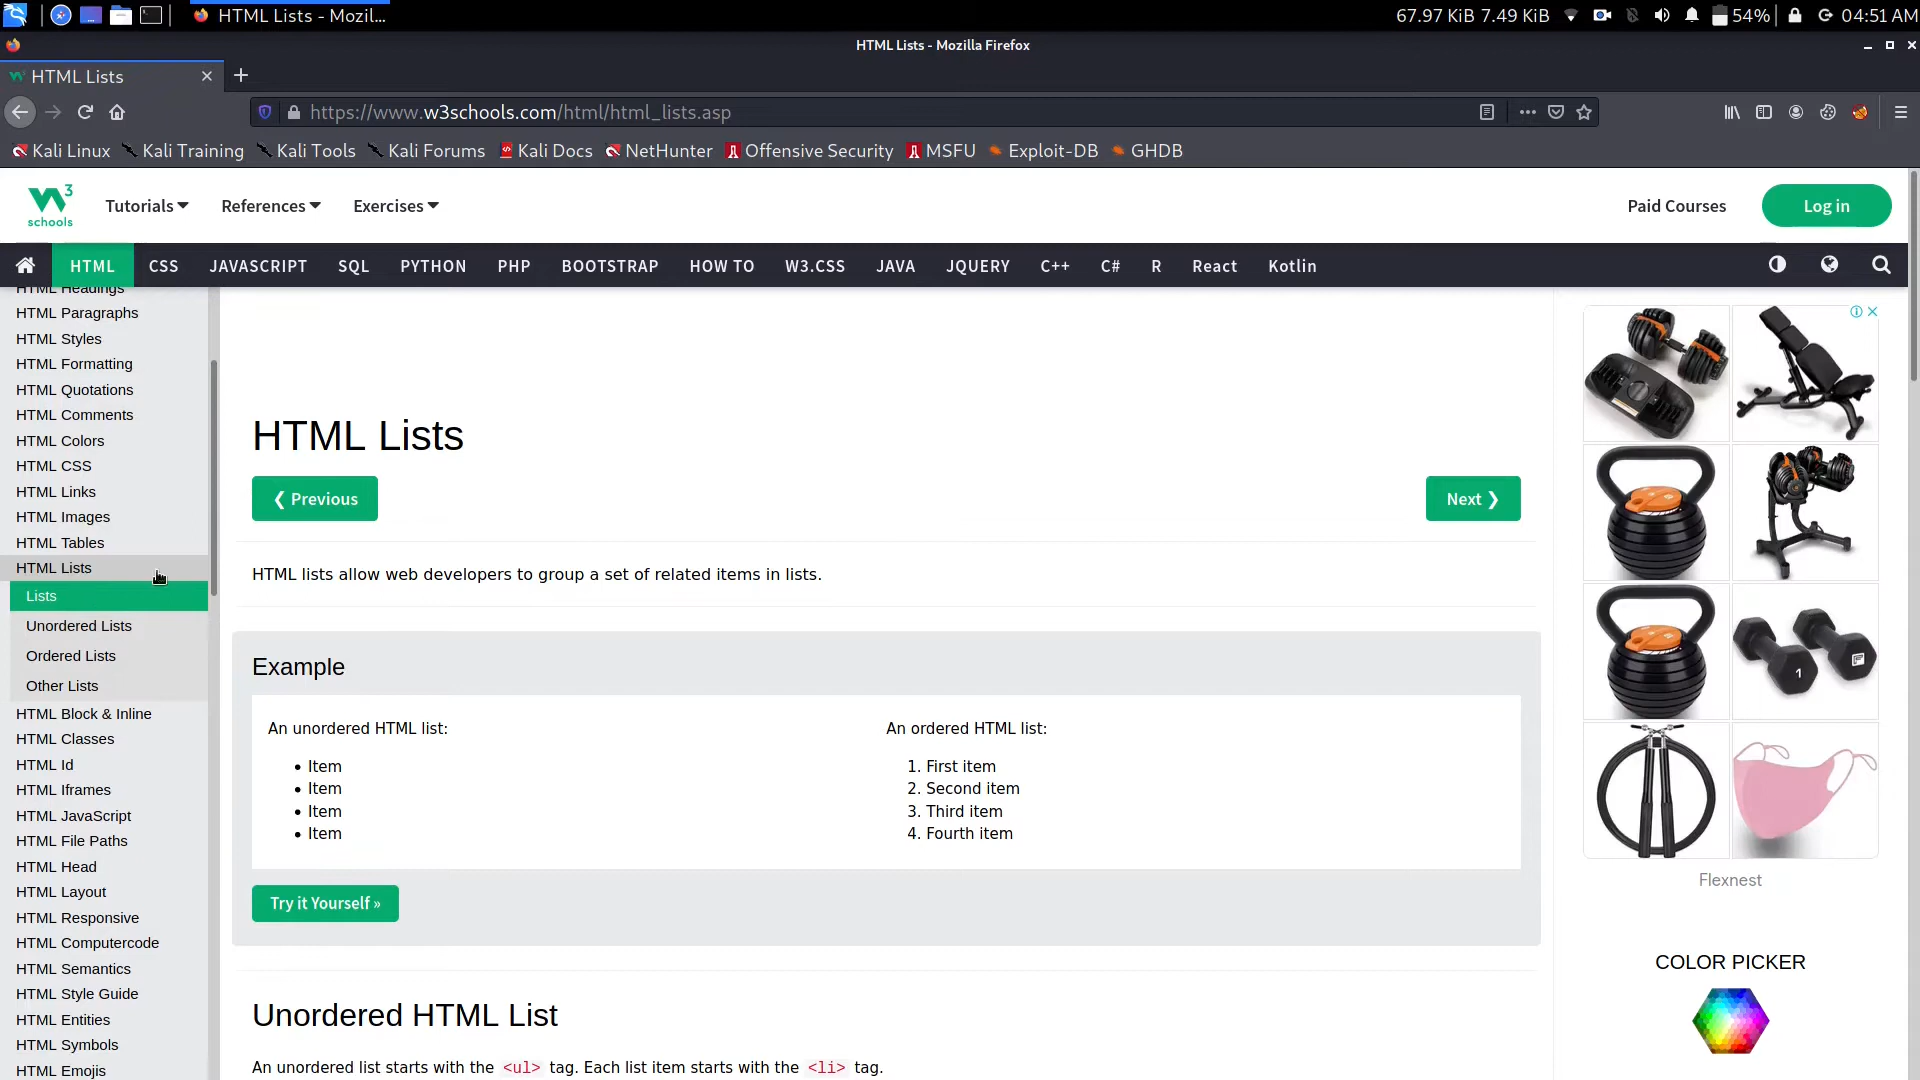 HTML Lists - Mozil...
67.97 KiB 7.49 KiB
54%
04:51 AM
HTML Lists - Mozilla Firefox
HTML Lists
https://www.w3schools.com/html/html_lists.asp
Kali Linux
Kali Training
Kali Tools
Kali Forums
Kali Docs
NetHunter
Offensive Security
MSFU
Exploit-DB
GHDB
W3
schools
Tutorials
References
Exercises
Paid Courses
Log in
HTML
CSS
JAVASCRIPT
SQL
PYTHON
PHP
BOOTSTRAP
HOW TO
W3.CSS
JAVA
JQUERY
C++
C#
R
React
Kotlin
HTML Headings
HTML Paragraphs
HTML Styles
HTML Formatting
HTML Quotations
HTML Comments
HTML Colors
HTML CSS
HTML Links
HTML Images
HTML Tables
HTML Lists
Lists
Unordered Lists
Ordered Lists
Other Lists
HTML Block & Inline
HTML Classes
HTML Id
HTML Iframes
HTML JavaScript
HTML File Paths
HTML Head
HTML Layout
HTML Responsive
HTML Computercode
HTML Semantics
HTML Style Guide
HTML Entities
HTML Symbols
HTML Emojis
HTML Lists
❮ Previous
Next ❯
HTML lists allow web developers to group a set of related items in lists.
Example
An unordered HTML list:
• Item
• Item
• Item
• Item
An ordered HTML list:
1. First item
2. Second item
3. Third item
4. Fourth item
Try it Yourself »
Unordered HTML List
An unordered list starts with the <ul> tag. Each list item starts with the <li> tag.
1
Flexnest
COLOR PICKER